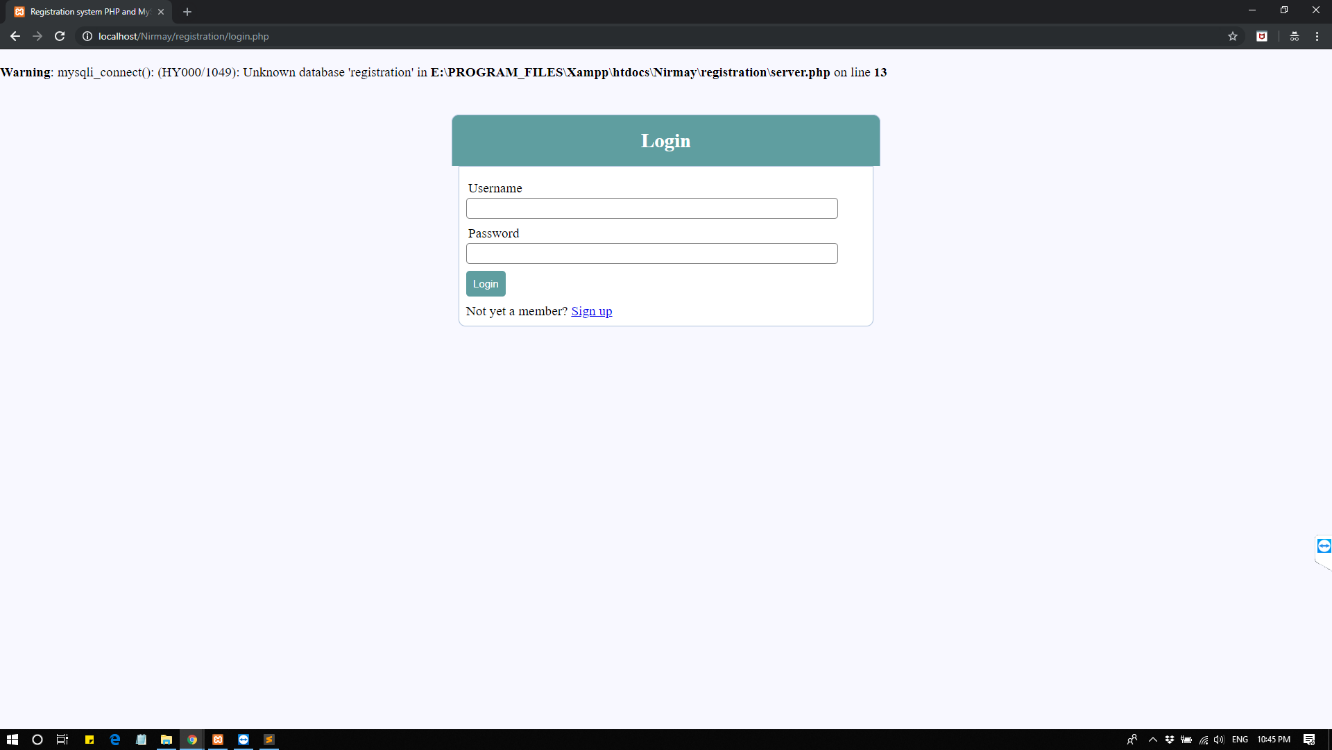 Registration system PHP and My
localhost/Nirmay/registration/login.php
Warning: mysqli_connect(): (HY000/1049): Unknown database 'registration' in E:\PROGRAM_FILES\Xampp\htdocs\Nirmay\registration\server.php on line 13
Login
Username
Password
Login
Not yet a member? Sign up
ENG 10:45 PM